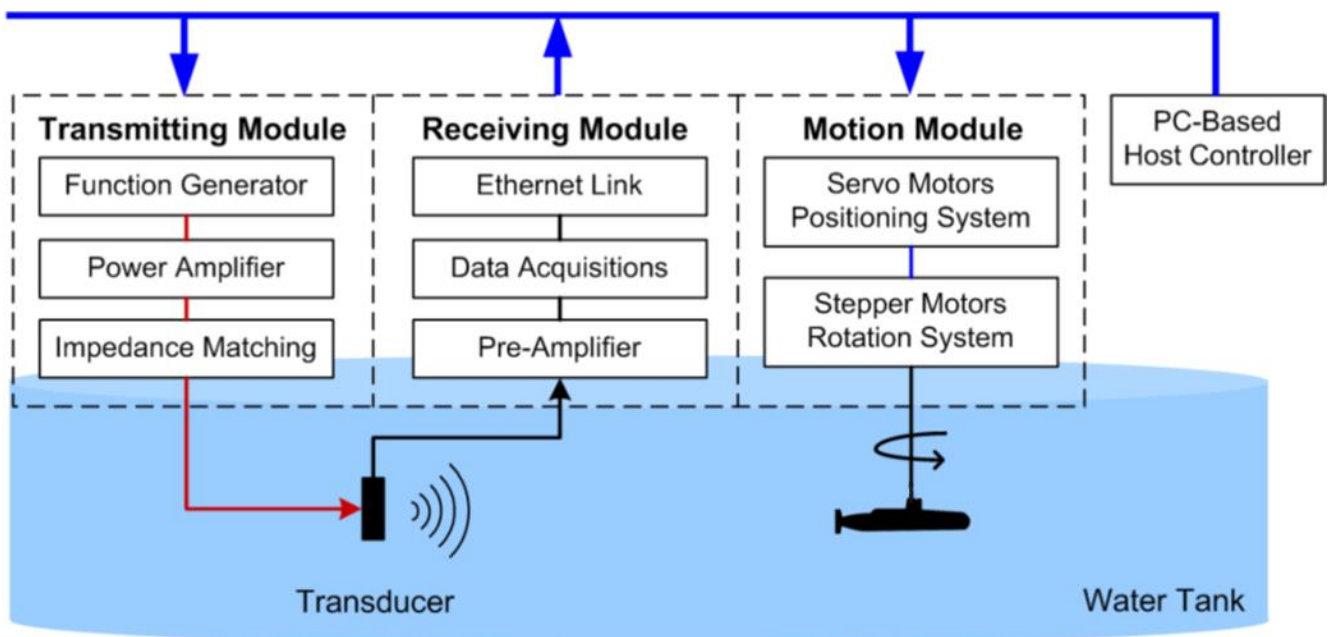 Transmitting Module
Function Generator
Power Amplifier
Impedance Matching
Receiving Module
Ethernet Link
Data Acquisitions
Pre-Amplifier
Motion Module
Servo Motors
Positioning System
Stepper Motors
Rotation System
PC-Based
Host Controller
Transducer
Water Tank